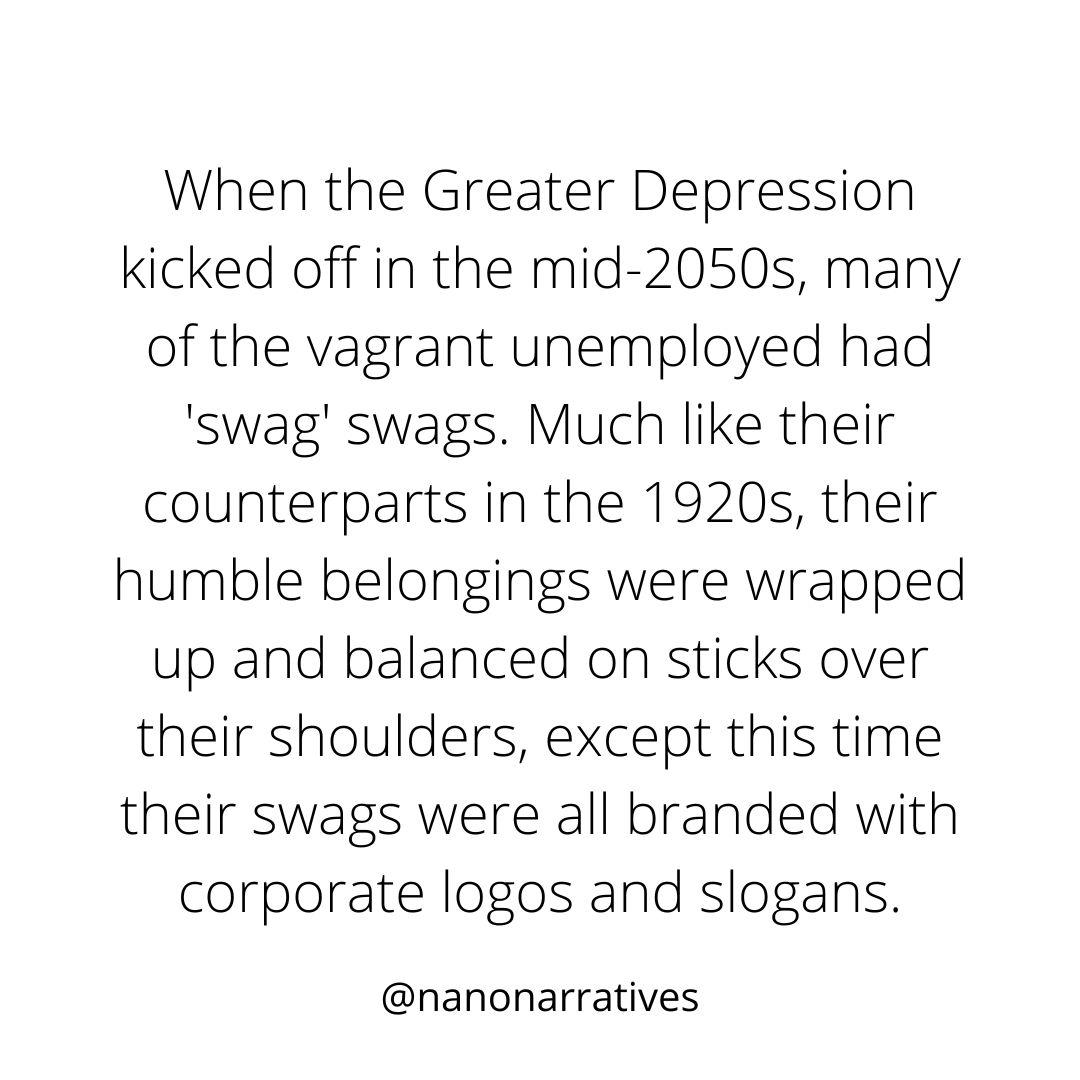 When the Greater Depression
kicked off in the mid-2050s, many
of the vagrant unemployed had
'swag' swags. Much like their
counterparts in the 1920s, their
humble belongings were wrapped
up and balanced on sticks over
their shoulders, except this time
their swags were all branded with
corporate logos and slogans.
@nanonarratives